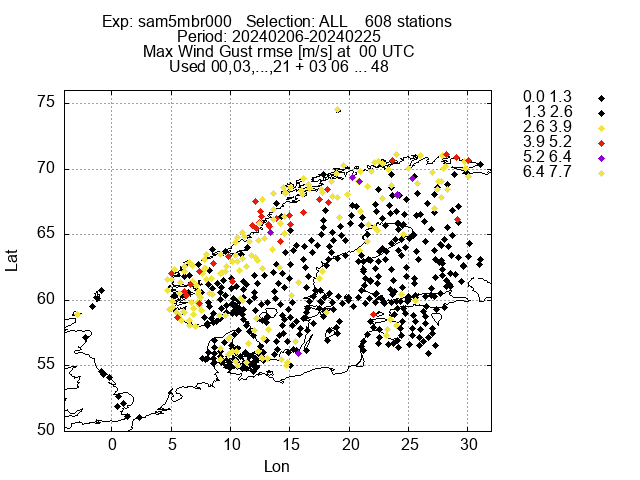 Exp: sam5mbr000 Selection: ALL 608 stations
Period: 20240206-20240225
Max Wind Gust rmse [m/s] at 00 UTC
Used 00,03,...,21 + 03 06 ... 48
0.0 1.3
1.3 2.6
2.6 3.9
3.9 5.2
5.2 6.4
6.4 7.7
75
70
65
60
55
50
Lat
0 5 10 15 20 25 30
Lon